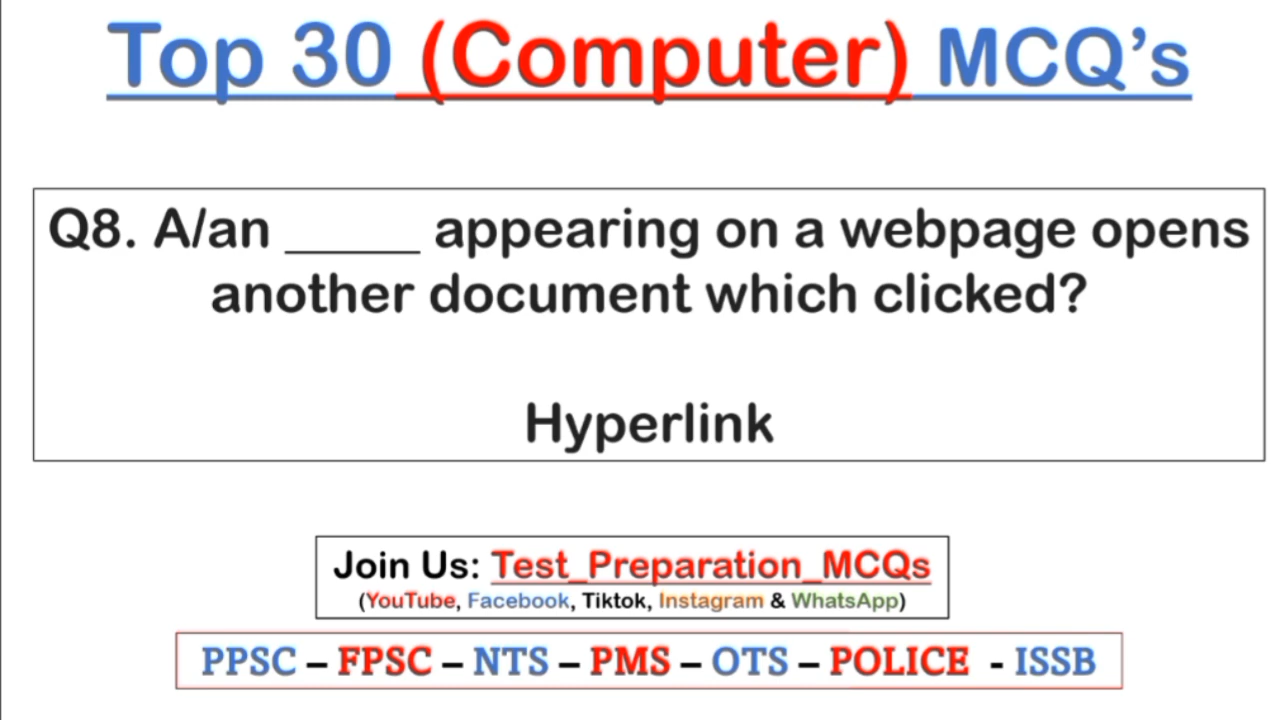 Top 30 (Computer) MCQ's
Q8. A/an _____ appearing on a webpage opens
another document which clicked?
Hyperlink
Join Us: Test_Preparation_MCQs
(YouTube, Facebook, Tiktok, Instagram & WhatsApp)
PPSC – FPSC – NTS – PMS – OTS – POLICE - ISSB